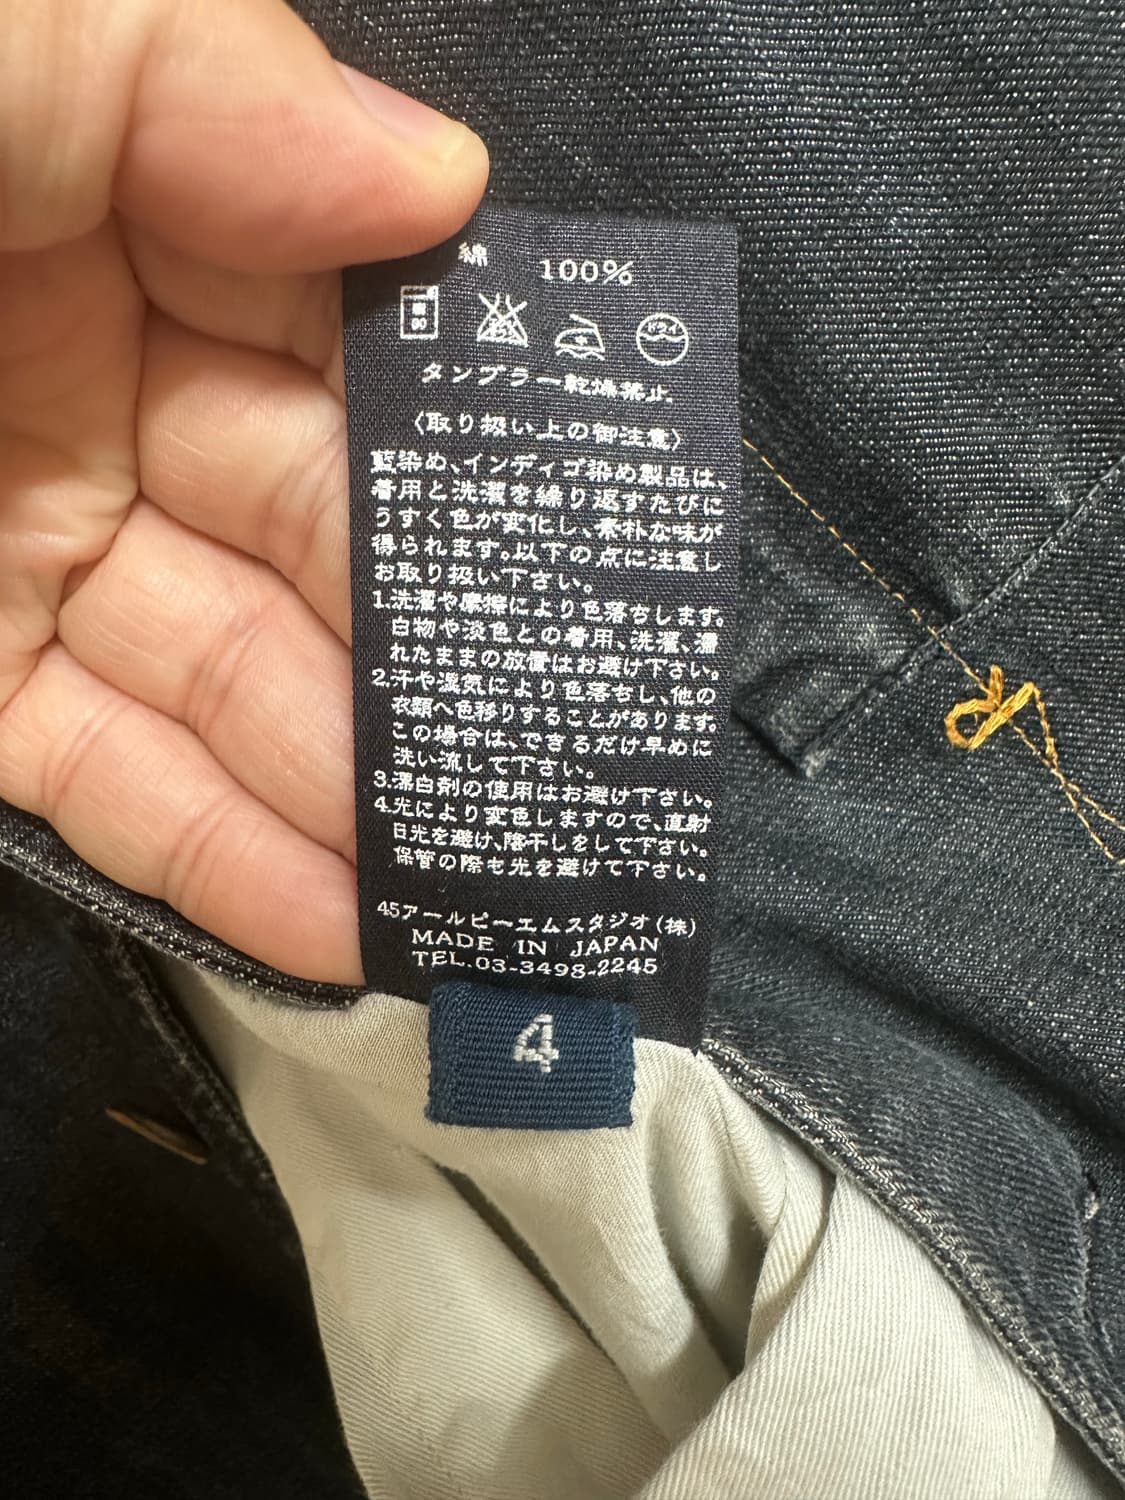 綿 100%
ドライ
タンブラー乾燥禁止。
〈取り扱い上の御注意〉
藍染め、インディゴ染め製品は、
着用と洗濯を繰り返すたびに
うすく色が変化し、素朴な味が
得られます。以下の点に注意し
お取り扱い下さい。
1.洗濯や摩擦により色落ちします。
白物や淡色との着用、洗濯、濡
れたままの放置はお避け下さい。
2.汗や湿気により色落ちし、他の
衣類へ色移りすることがあります。
この場合は、できるだけ早めに
洗い流して下さい。
3.漂白剤の使用はお避け下さい。
4.光により変色しますので、直射
日光を避け、陰干しをして下さい。
保管の際も光を避けて下さい。
45アールピーエムスタジオ(株)
MADE IN JAPAN
TEL.03-3498-2245
4